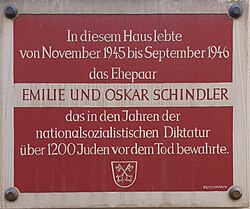 In diesem Haus lebte
von November 1945 bis September 1946
das Ehepaar
EMILIE UND OSKAR SCHINDLER
das in den Jahren der
nationalsozialistischen Diktatur
über 1200 Juden vor dem Tod bewahrte.